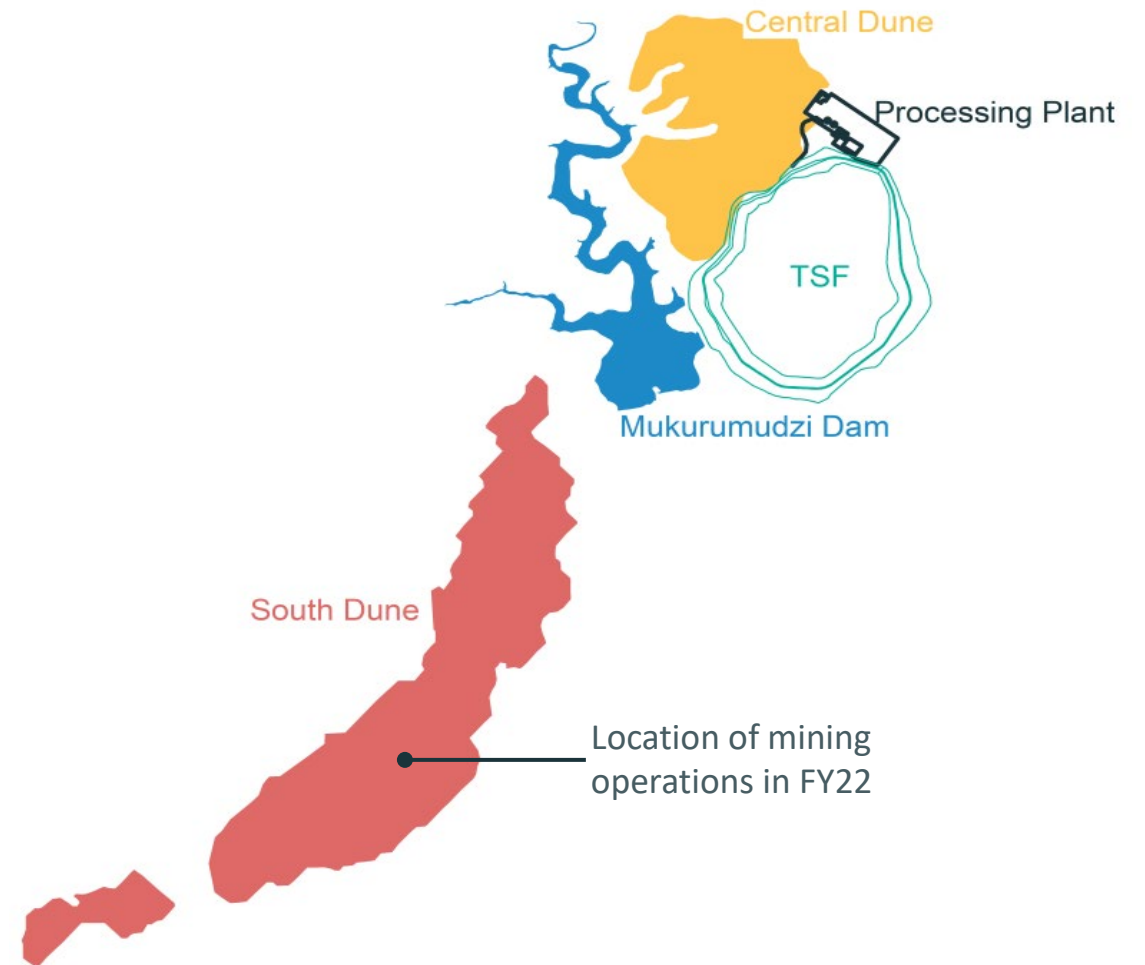 Central Dune
Processing Plant
TSF
Mukurumudzi Dam
South Dune
Location of mining
operations in FY22